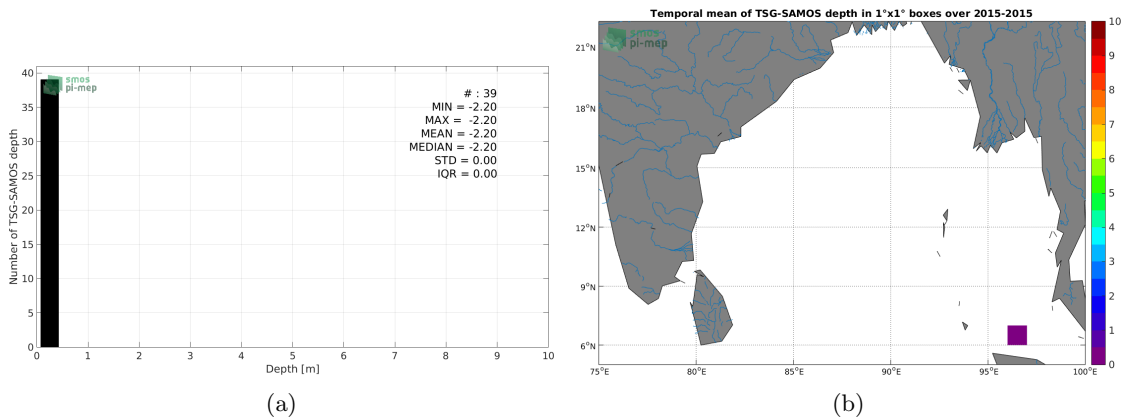 smos
pi-mep
Number of TSG-SAMOS depth
40
35
30
25
20
15
10
5
0
# : 39
MIN = -2.20
MAX = -2.20
MEAN = -2.20
MEDIAN = -2.20
STD = 0.00
IQR = 0.00
0 1 2 3 4 5 6 7 8 9 10
Depth [m]
(a)
Temporal mean of TSG-SAMOS depth in 1°x1° boxes over 2015-2015
smos
pi-mep
21°N
18°N
15°N
12°N
9°N
6°N
75°E 80°E 85°E 90°E 95°E 100°E
10
9
8
7
6
5
4
3
2
1
0
(b)